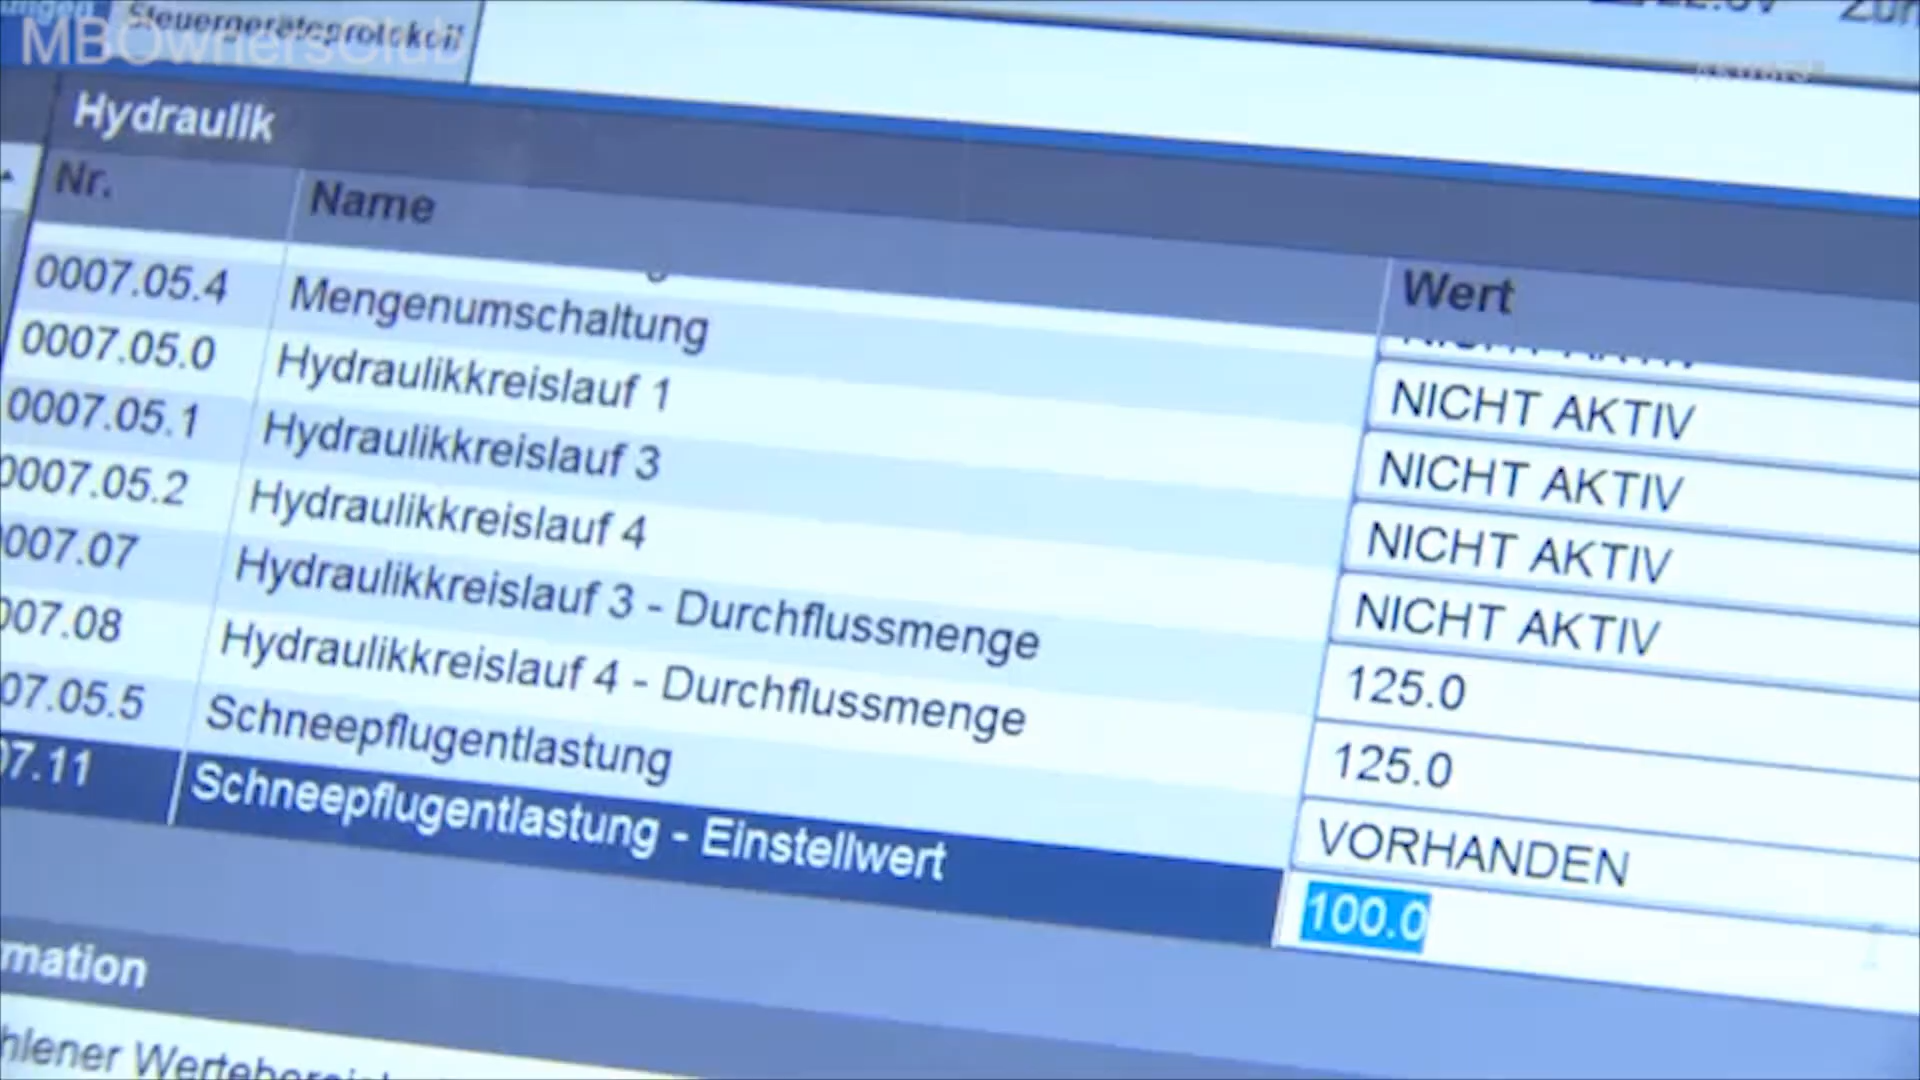 Steuergeräteprotokoll
MBOwnersClub
Hydraulik
Nr. Name Wert
0007.05.4 Mengenumschaltung NICHT AKTIV
0007.05.0 Hydraulikkreislauf 1 NICHT AKTIV
0007.05.1 Hydraulikkreislauf 3 NICHT AKTIV
0007.05.2 Hydraulikkreislauf 4 NICHT AKTIV
0007.07 Hydraulikkreislauf 3 - Durchflussmenge 125.0
007.08 Hydraulikkreislauf 4 - Durchflussmenge 125.0
07.05.5 Schneepflugentlastung VORHANDEN
07.11 Schneepflugentlastung - Einstellwert 100.0
mation
hlener